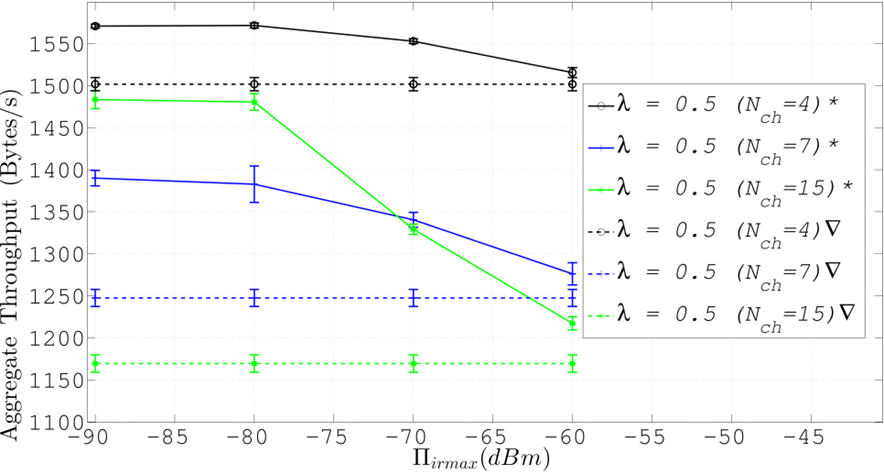 Aggregate Throughput (Bytes/s)
1550
1500
1450
1400
1350
1300
1250
1200
1150
1100
-90
-85
-80
-75
-70
-65
-60
-55
-50
-45
Π_irmax(dBm)
λ = 0.5 (N_ch=4)*
λ = 0.5 (N_ch=7)*
λ = 0.5 (N_ch=15)*
λ = 0.5 (N_ch=4)∇
λ = 0.5 (N_ch=7)∇
λ = 0.5 (N_ch=15)∇